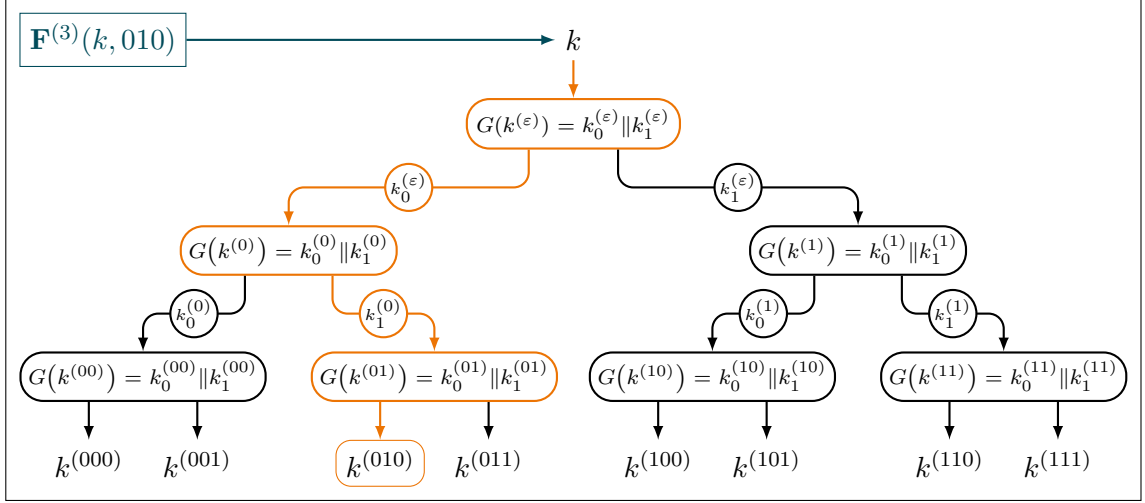 F^{(3)}(k, 010) k
G(k^{(ε)}) = k_0^{(ε)} ∥ k_1^{(ε)}
k_0^{(ε)} k_1^{(ε)}
G(k^{(0)}) = k_0^{(0)} ∥ k_1^{(0)} G(k^{(1)}) = k_0^{(1)} ∥ k_1^{(1)}
k_0^{(0)} k_1^{(0)} k_0^{(1)} k_1^{(1)}
G(k^{(00)}) = k_0^{(00)} ∥ k_1^{(00)} G(k^{(01)}) = k_0^{(01)} ∥ k_1^{(01)} G(k^{(10)}) = k_0^{(10)} ∥ k_1^{(10)} G(k^{(11)}) = k_0^{(11)} ∥ k_1^{(11)}
k^{(000)} k^{(001)} k^{(010)} k^{(011)} k^{(100)} k^{(101)} k^{(110)} k^{(111)}